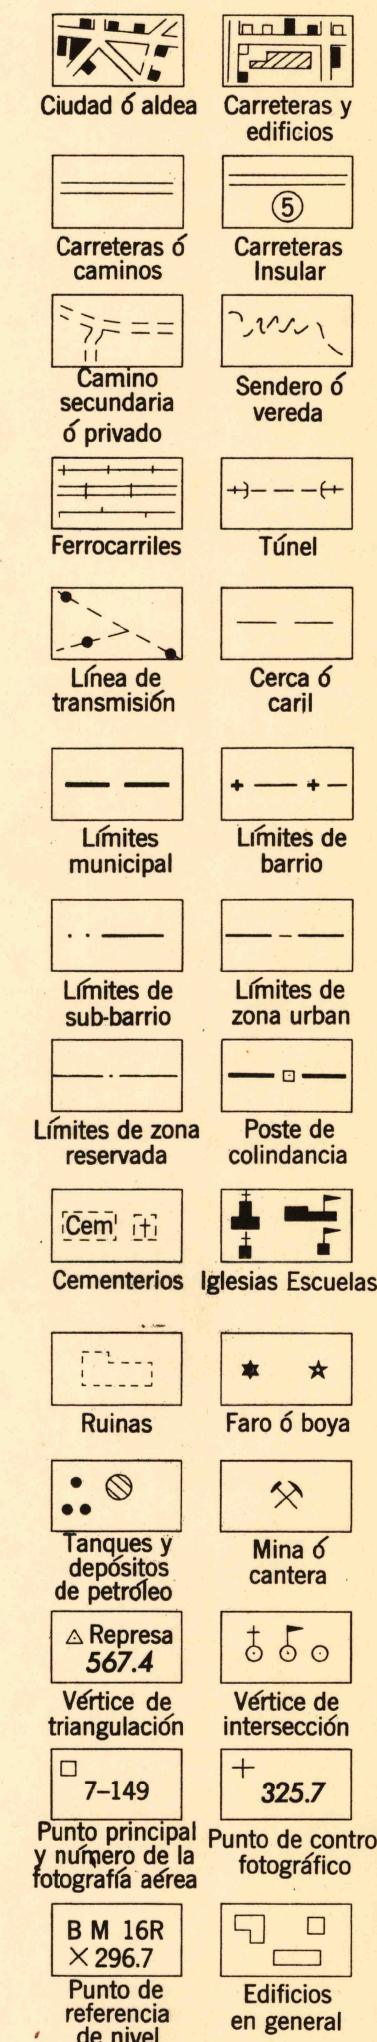 Ciudad ó aldea
Carreteras y
edificios
Carreteras ó
caminos
5
Carreteras
Insular
Camino
secundaria
ó privado
Sendero ó
vereda
Ferrocarriles
Túnel
Línea de
transmisión
Cerca ó
caril
Límites
municipal
Límites de
barrio
Límites de
sub-barrio
Límites de
zona urban
Límites de zona
reservada
Poste de
colindancia
Cem
Cementerios
Iglesias Escuelas
Ruinas
Faro ó boya
Tanques y
depósitos
de petróleo
Mina ó
cantera
Represa
567.4
Vértice de
triangulación
Vértice de
intersección
7–149
Punto principal
y número de la
fotografía aérea
325.7
Punto de contro
fotográfico
B M 16R
296.7
Punto de
referencia
de nivel
Edificios
en general